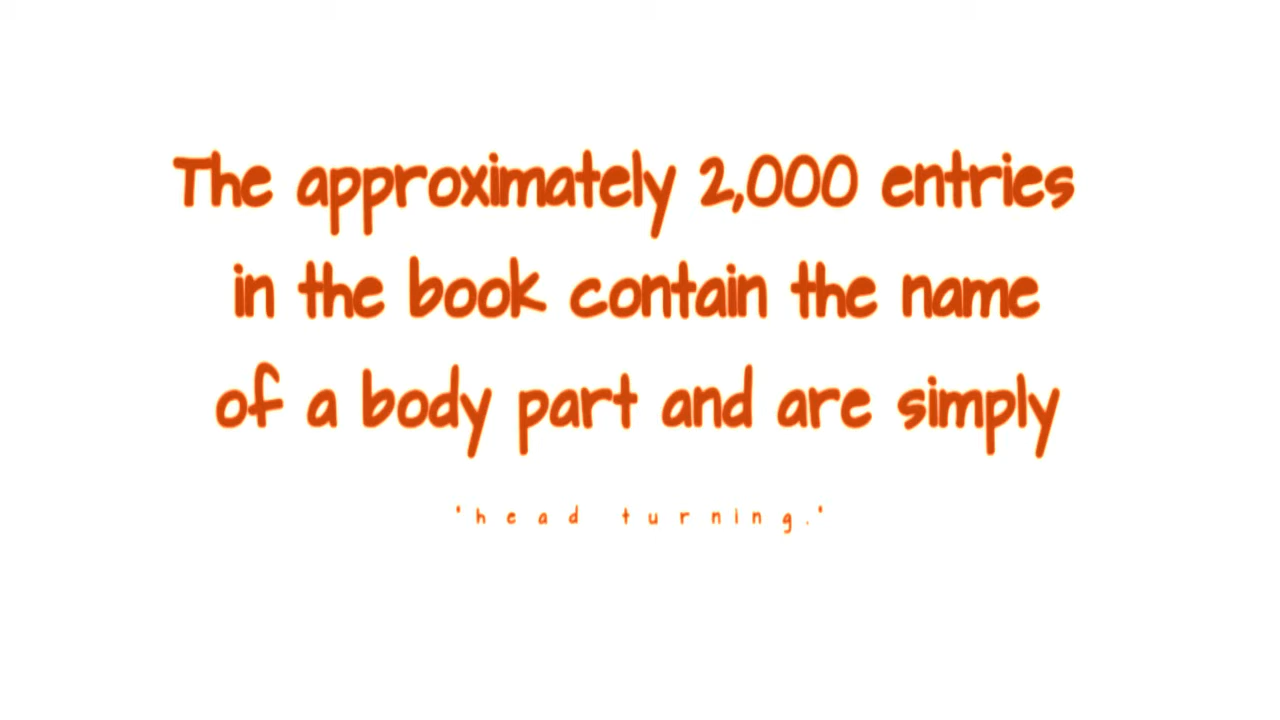 The approximately 2,000 entries
in the book contain the name
of a body part and are simply
"head turning."